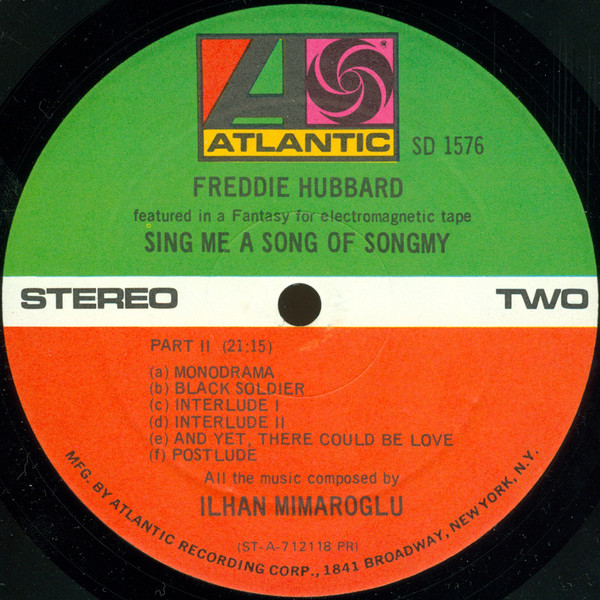 ATLANTIC
SD 1576
FREDDIE HUBBARD
featured in a Fantasy for electromagnetic tape
SING ME A SONG OF SONGMY
STEREO
TWO
PART II (21:15)
(a) MONODRAMA
(b) BLACK SOLDIER
(c) INTERLUDE I
(d) INTERLUDE II
(e) AND YET, THERE COULD BE LOVE
(f) POSTLUDE
All the music composed by
ILHAN MIMAROGLU
(ST-A-712118 PR)
MFG. BY ATLANTIC RECORDING CORP., 1841 BROADWAY, NEW YORK, N.Y.